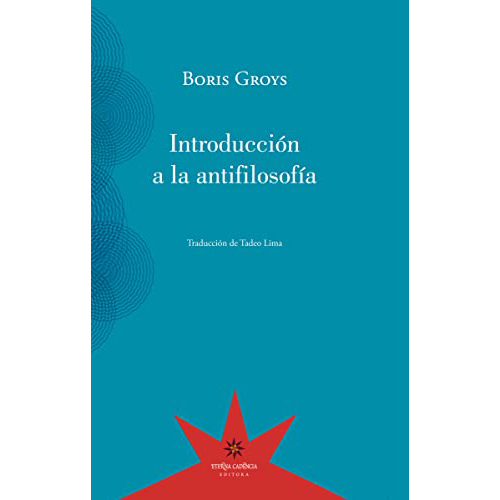 BORIS GROYS
Introducción
a la antifilosofía
Traducción de Tadeo Lima
ETERNA CADENCIA
EDITORA